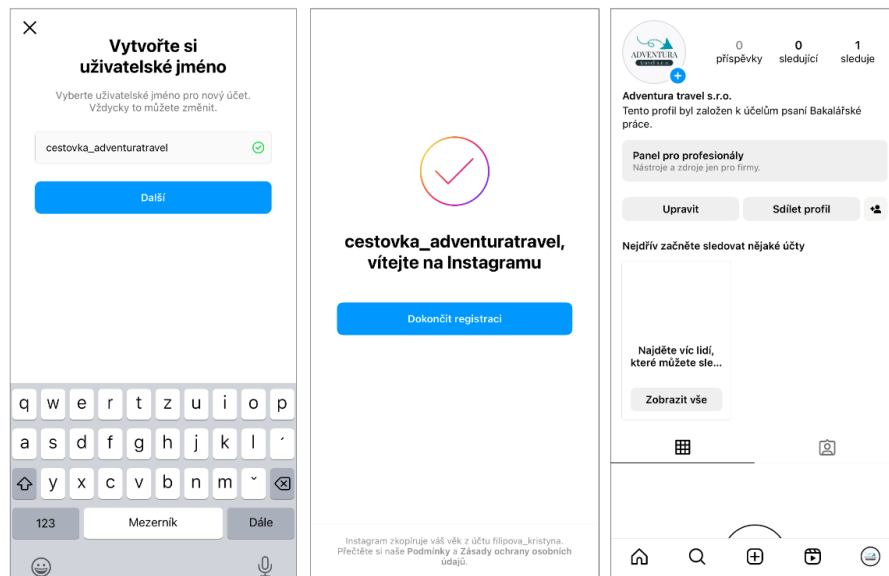 Vytvořte si
uživatelské jméno
Vyberte uživatelské jméno pro nový účet.
Vždycky to můžete změnit.
cestovka_adventuratravel
Další
q w e r t z u i o p
a s d f g h j k l ´
y x c v b n m ˇ
123 Mezerník Dále
cestovka_adventuratravel,
vítejte na Instagramu
Dokončit registraci
Instagram zkopíruje váš věk z účtu filipova_kristyna.
Přečtěte si naše Podmínky a Zásady ochrany osobních
údajů.
ADVENTURA
travel s.r.o.
0 0 1
příspěvky sledující sleduje
Adventura travel s.r.o.
Tento profil byl založen k účelům psaní Bakalářské
práce.
Panel pro profesionály
Nástroje a zdroje jen pro firmy.
Upravit Sdílet profil
Nejdřív začněte sledovat nějaké účty
Najděte víc lidí,
které můžete sle...
Zobrazit vše